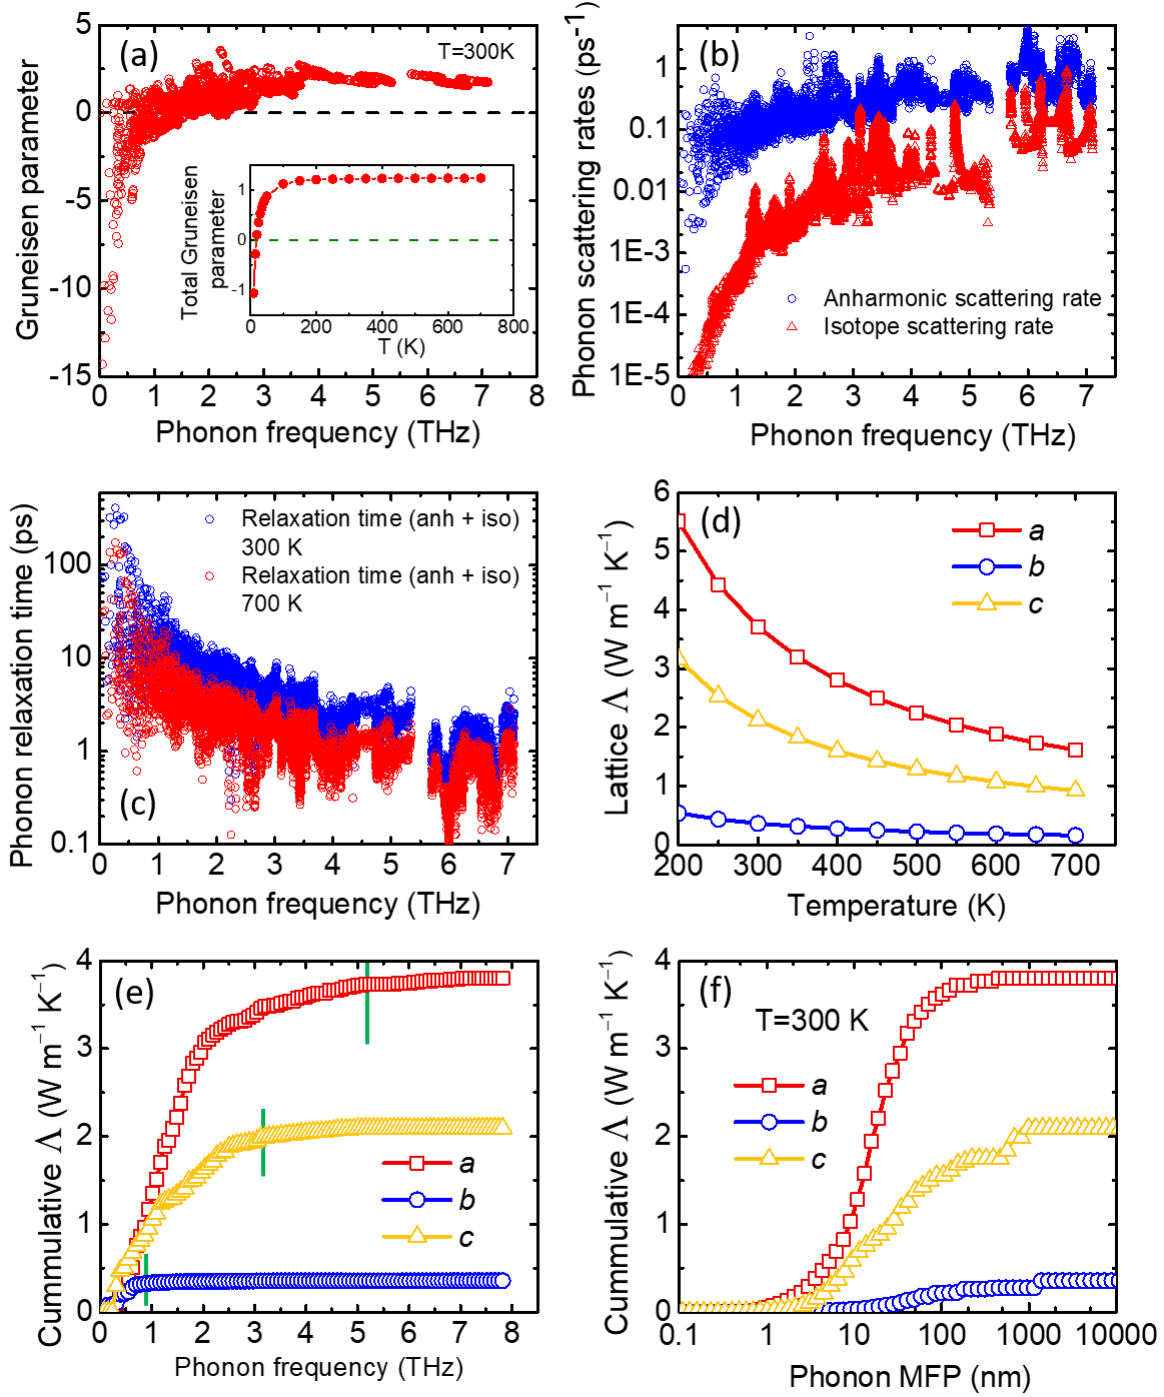 (a)
T=300K
Gruneisen parameter
5
0
-5
-10
-15
Total Gruneisen
parameter
1
0
-1
0 200 400 600 800
T (K)
0 1 2 3 4 5 6 7 8
Phonon frequency (THz)
(b)
Phonon scattering rates (ps⁻¹)
1
0.1
0.01
1E-3
1E-4
1E-5
Anharmonic scattering rate
Isotope scattering rate
0 1 2 3 4 5 6 7
Phonon frequency (THz)
(c)
Phonon relaxation time (ps)
100
10
1
0.1
Relaxation time (anh + iso)
300 K
Relaxation time (anh + iso)
700 K
0 1 2 3 4 5 6 7
Phonon frequency (THz)
(d)
Lattice Λ (W m⁻¹ K⁻¹)
6
5
4
3
2
1
0
a
b
c
200 300 400 500 600 700
Temperature (K)
(e)
Cummulative Λ (W m⁻¹ K⁻¹)
4
3
2
1
0
a
b
c
0 1 2 3 4 5 6 7 8
Phonon frequency (THz)
(f)
T=300 K
Cummulative Λ (W m⁻¹ K⁻¹)
4
3
2
1
0
a
b
c
0.1 1 10 100 1000 10000
Phonon MFP (nm)